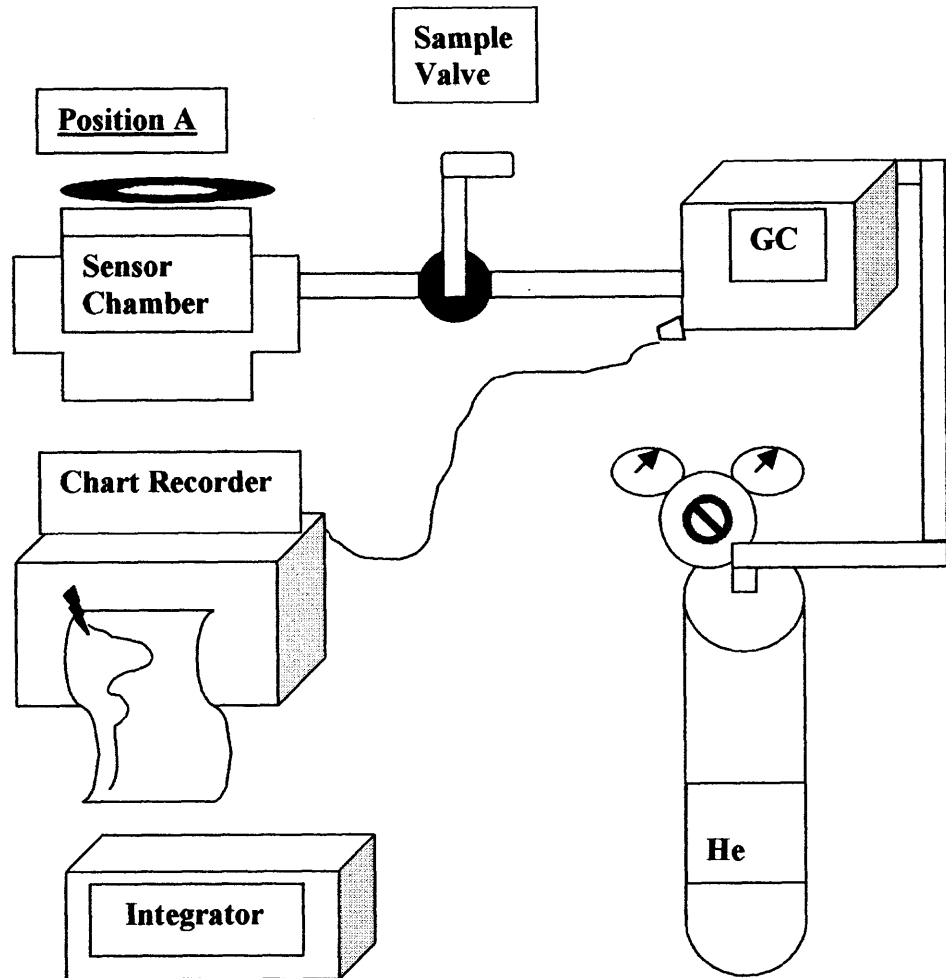 Sample
Valve
Position A
GC
Sensor
Chamber
Chart Recorder
He
Integrator